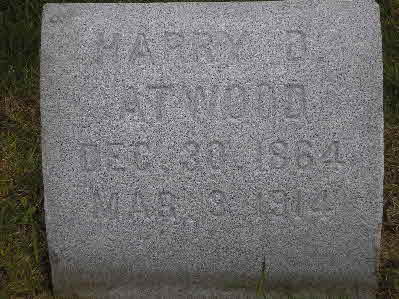 HARRY D.
ATWOOD
DEC. 30. 1864
MAR. 3. 1914